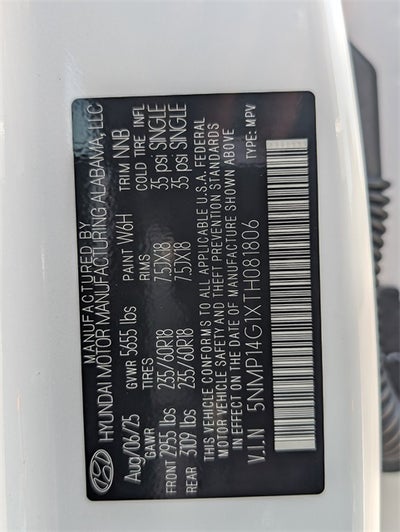 MANUFACTURED BY
HYUNDAI MOTOR MANUFACTURING ALABAMA, LLC
Aug/06/25 GVWR 5655 lbs PAINT W6H TRIM NNB
GAWR TIRES RIMS COLD TIRE INFL
FRONT 2955 lbs 235/60R18 7.5JX18 35 psi SINGLE
REAR 3109 lbs 235/60R18 7.5JX18 35 psi SINGLE
THIS VEHICLE CONFORMS TO ALL APPLICABLE U.S.A. FEDERAL
MOTOR VEHICLE SAFETY AND THEFT PREVENTION STANDARDS
IN EFFECT ON THE DATE OF MANUFACTURE SHOWN ABOVE
V.I.N 5NMP14G1XTH081806 TYPE: MPV